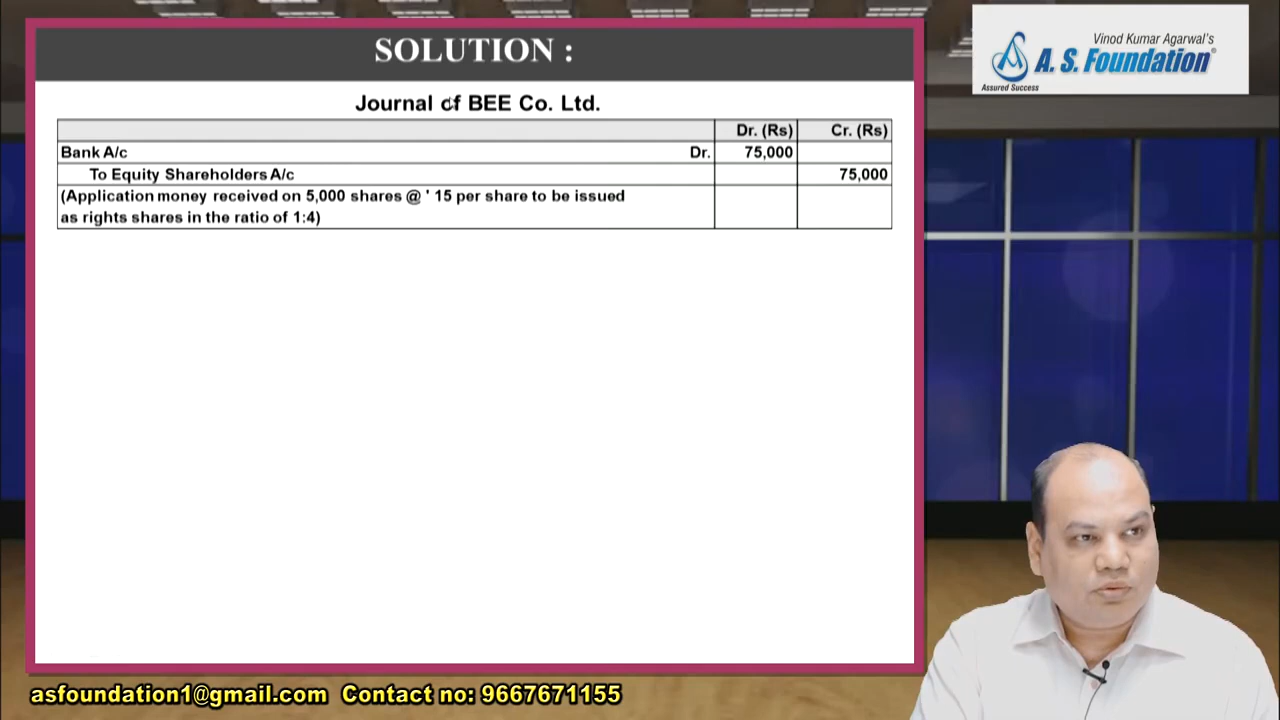 SOLUTION :
Vinod Kumar Agarwal's
A. S. Foundation®
Assured Success
Journal of BEE Co. Ltd.
Dr. (Rs) Cr. (Rs)
Bank A/c Dr. 75,000
To Equity Shareholders A/c 75,000
(Application money received on 5,000 shares @ ' 15 per share to be issued
as rights shares in the ratio of 1:4)
asfoundation1@gmail.com Contact no: 9667671155